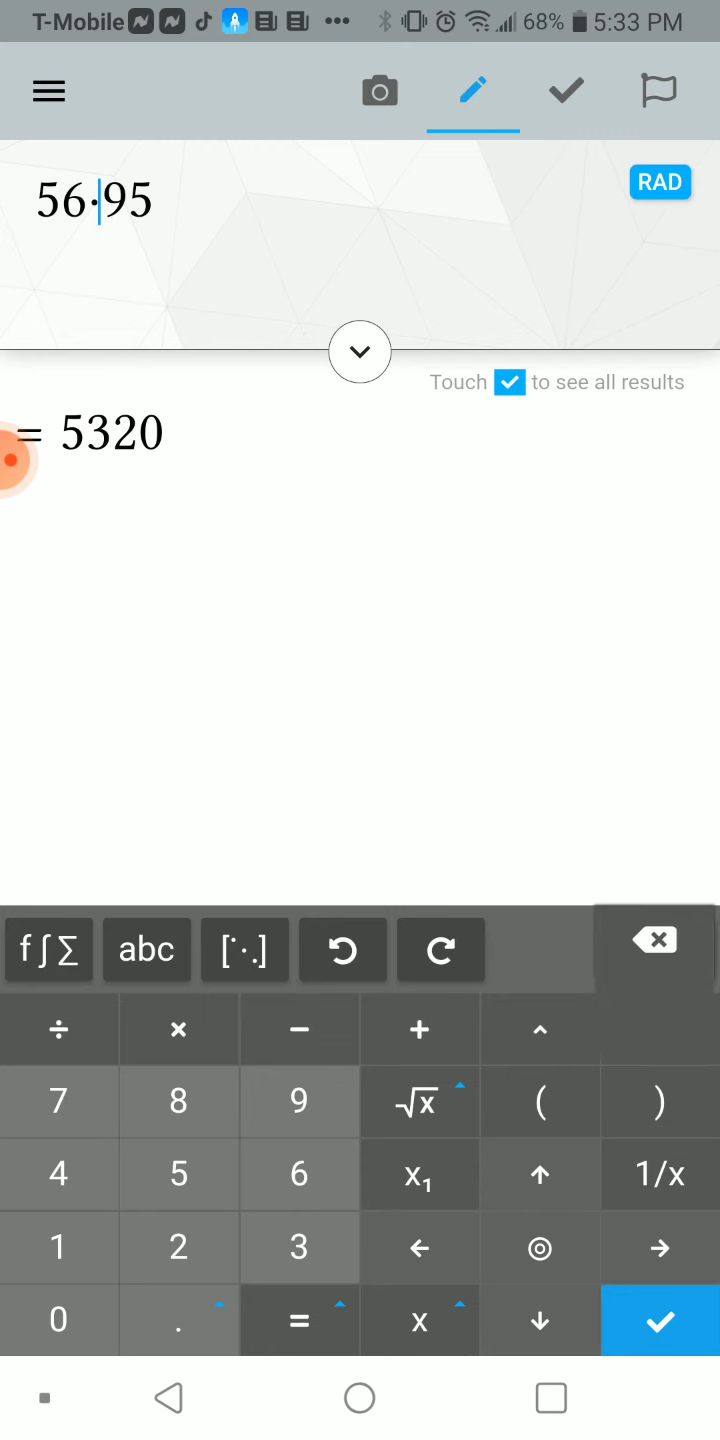 T-Mobile 68% 5:33 PM
56·95
RAD
Touch to see all results
= 5320
f∫∑ abc [⋅⋅.]
÷ × − + ^
7 8 9 √x ( )
4 5 6 x₁ ↑ 1/x
1 2 3 ← → 
0 . = x ↓